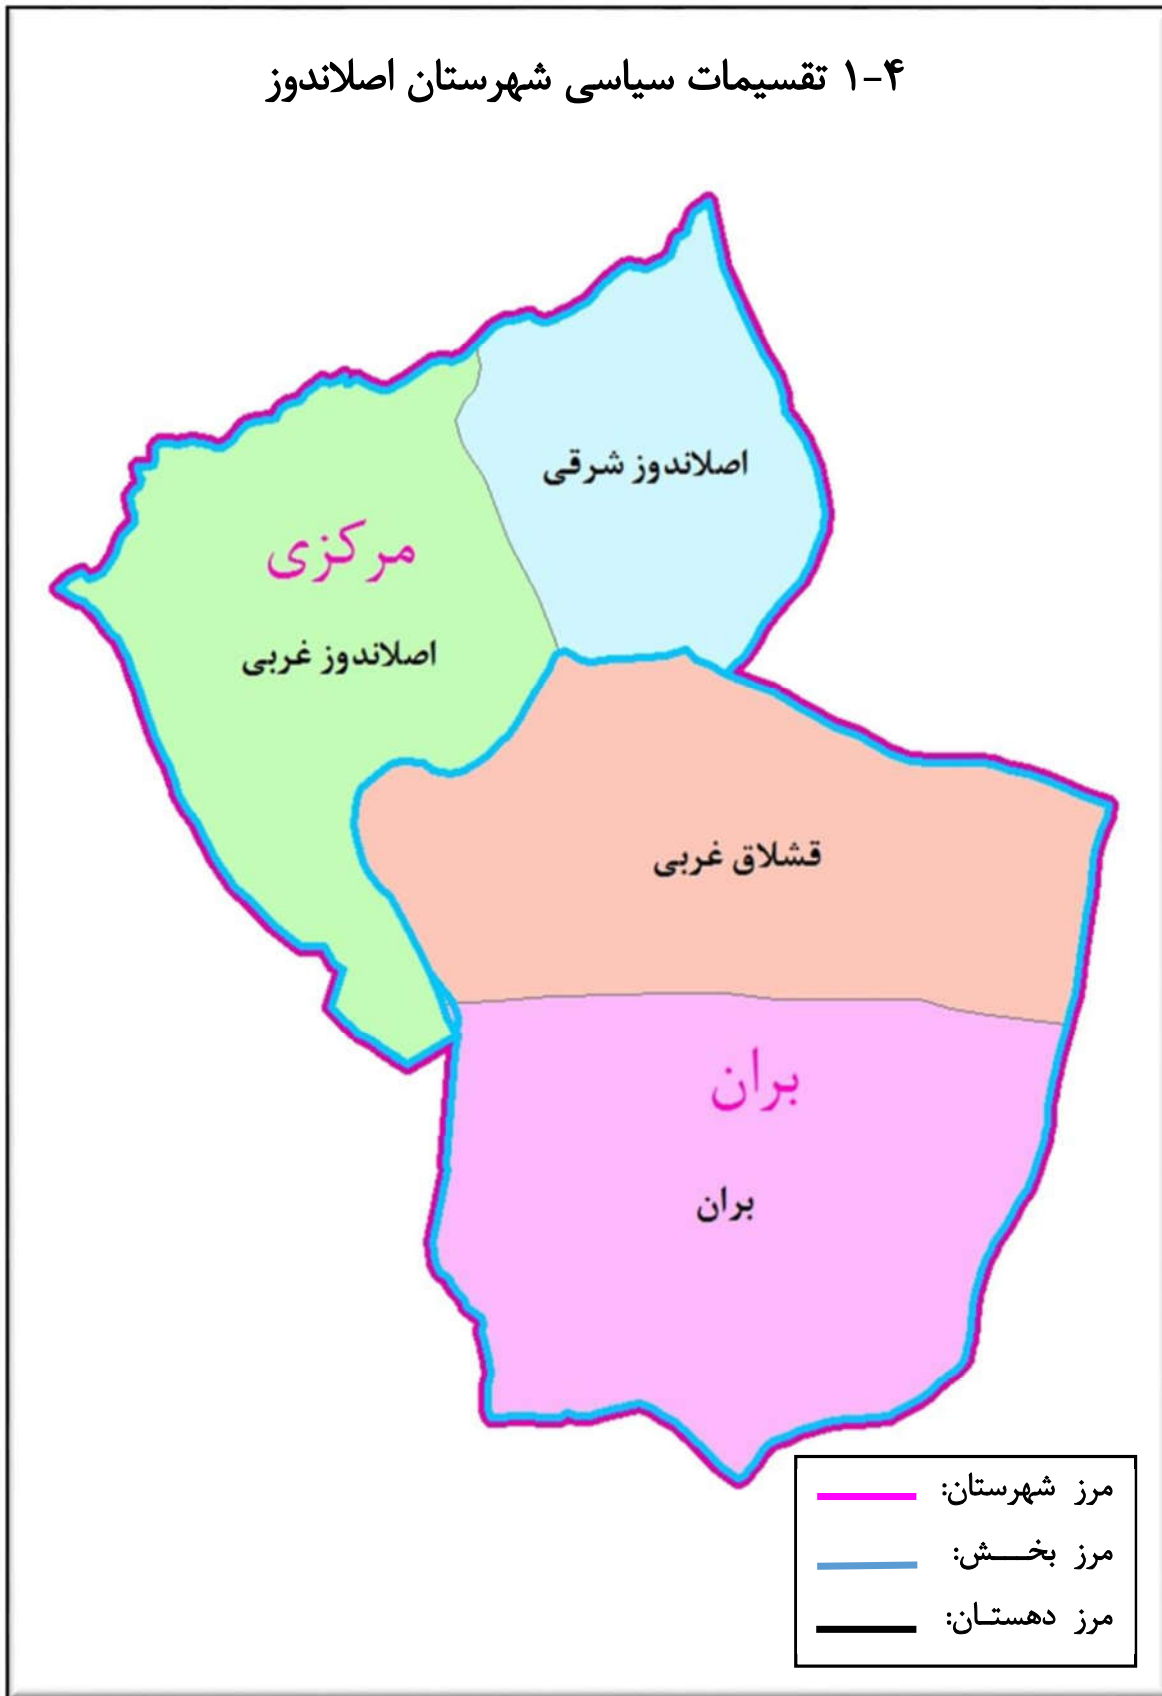 ۴-۱ تقسیمات سیاسی شهرستان اصلاندوز
اصلاندوز شرقی
مرکزی
اصلاندوز غربی
قشلاق غربی
بران
بران
مرز شهرستان:
مرز بخـــش:
مرز دهستـان: